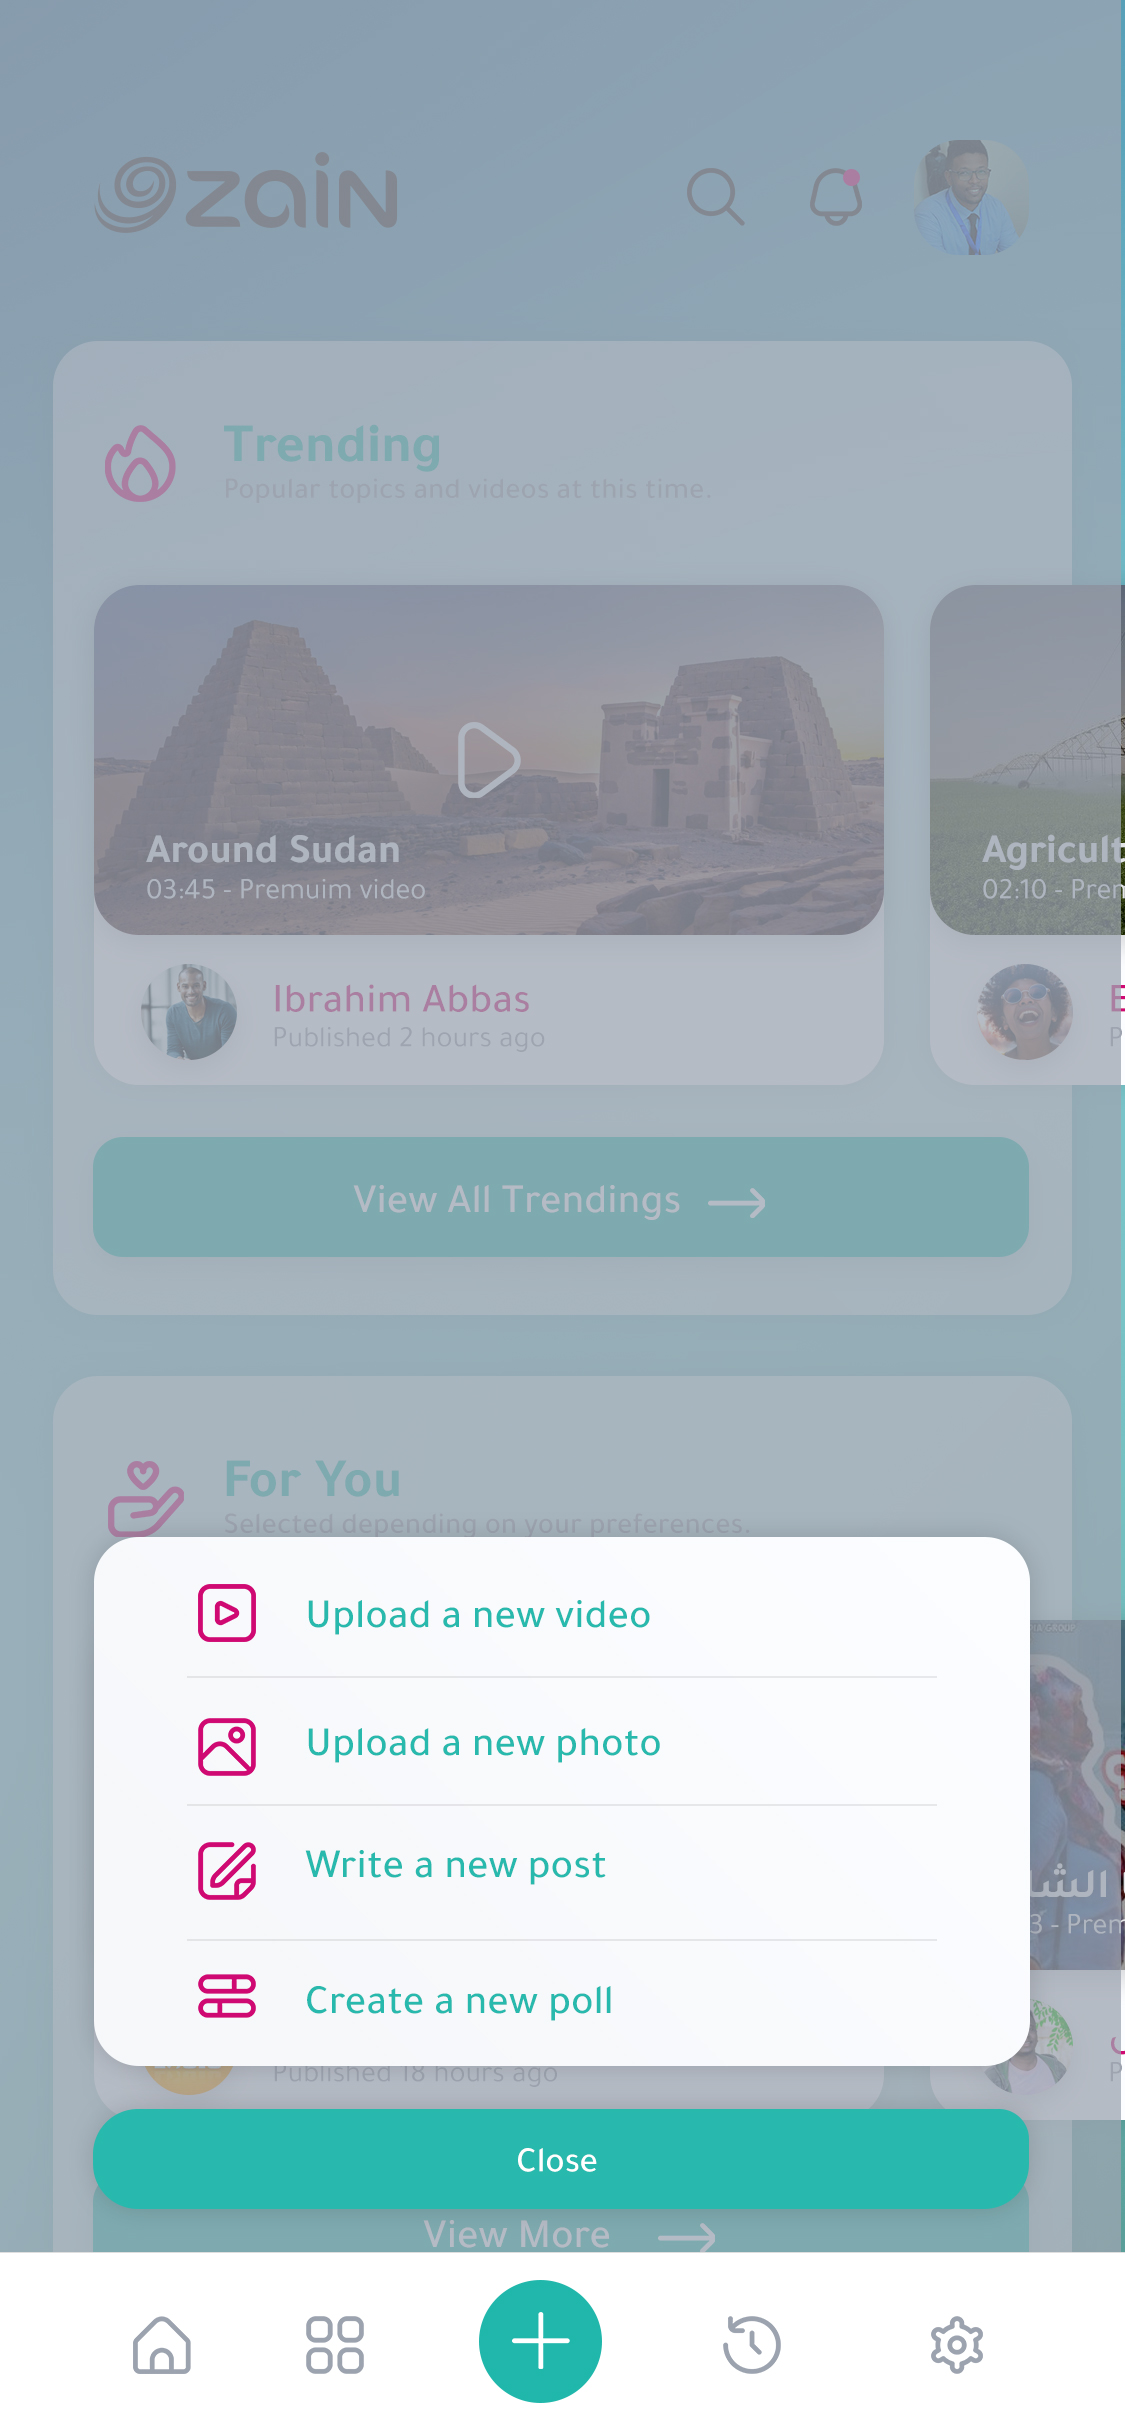 zain
Trending
Popular topics and videos at this time.
Around Sudan
03:45 - Premuim video
Agricult
02:10 - Pren
Ibrahim Abbas
Published 2 hours ago
E
P
View All Trendings
For You
Selected depending on your preferences.
Upload a new video
Upload a new photo
Write a new post
Create a new poll
IA GROUP
الشا
3 - Prem
Published 18 hours ago
P
Close
View More